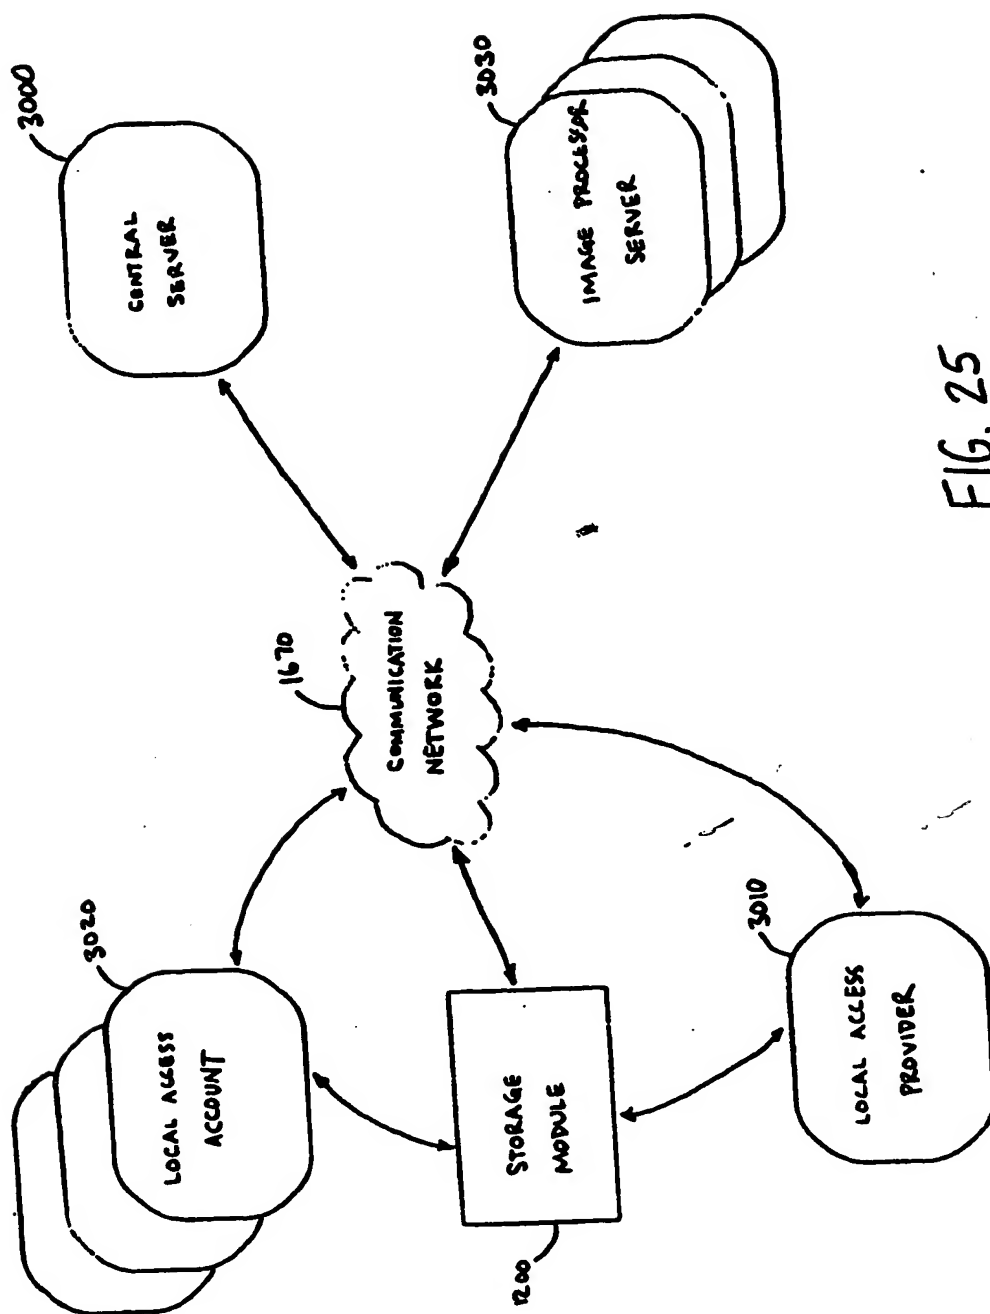 3000
CENTRAL
SERVER
3030
IMAGE PROCESSOR
SERVER
1670
COMMUNICATION
NETWORK
3020
LOCAL ACCESS
ACCOUNT
1200
STORAGE
MODULE
3010
LOCAL ACCESS
PROVIDER
FIG. 25